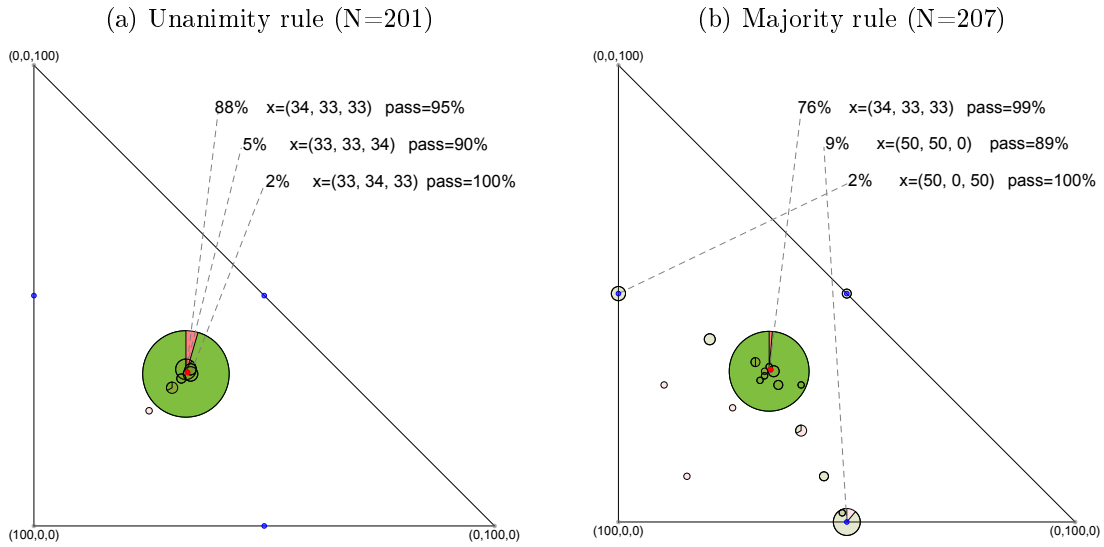 (a) Unanimity rule (N=201)
(0,0,100)
88% x=(34, 33, 33) pass=95%
5% x=(33, 33, 34) pass=90%
2% x=(33, 34, 33) pass=100%
(100,0,0)
(0,100,0)
(b) Majority rule (N=207)
(0,0,100)
76% x=(34, 33, 33) pass=99%
9% x=(50, 50, 0) pass=89%
2% x=(50, 0, 50) pass=100%
(100,0,0)
(0,100,0)